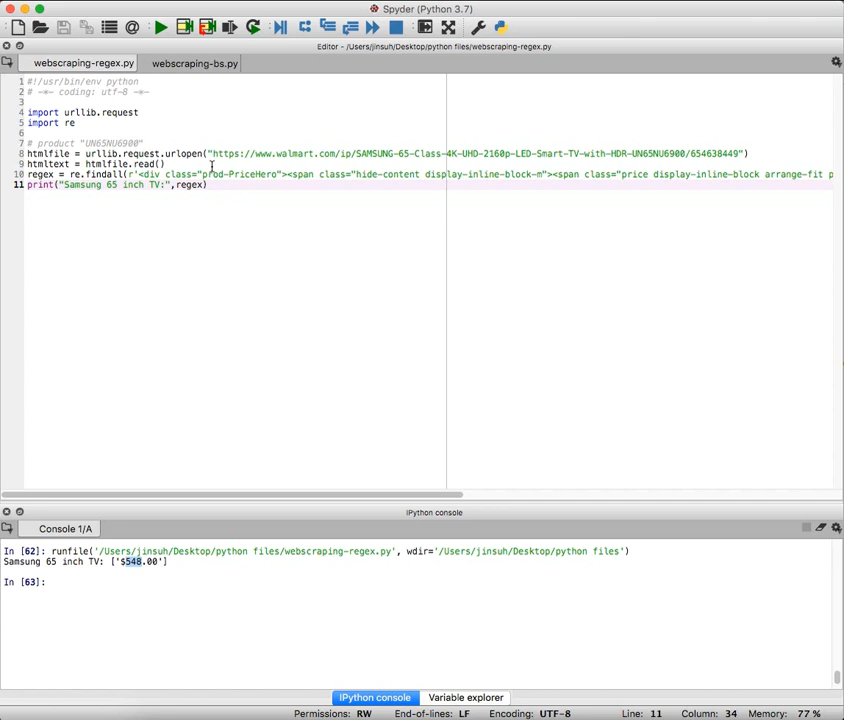 Spyder (Python 3.7)
Editor - /Users/jinsuh/Desktop/python files/webscraping-regex.py
webscraping-regex.py
webscraping-bs.py
1 #!/usr/bin/env python
2 # -*- coding: utf-8 -*-
3
4 import urllib.request
5 import re
6
7 # product "UN65NU6900"
8 htmlfile = urllib.request.urlopen("https://www.walmart.com/ip/SAMSUNG-65-Class-4K-UHD-2160p-LED-Smart-TV-with-HDR-UN65NU6900/654638449")
9 htmltext = htmlfile.read()
10 regex = re.findall(r'<div class="prod-PriceHero"><span class="hide-content display-inline-block-m"><span class="price display-inline-block arrange-fit p
11 print("Samsung 65 inch TV:",regex)
IPython console
Console 1/A
In [62]: runfile('/Users/jinsuh/Desktop/python files/webscraping-regex.py', wdir='/Users/jinsuh/Desktop/python files')
Samsung 65 inch TV: ['$548.00']
In [63]:
IPython console
Variable explorer
Permissions: RW End-of-lines: LF Encoding: UTF-8 Line: 11 Column: 34 Memory: 77 %